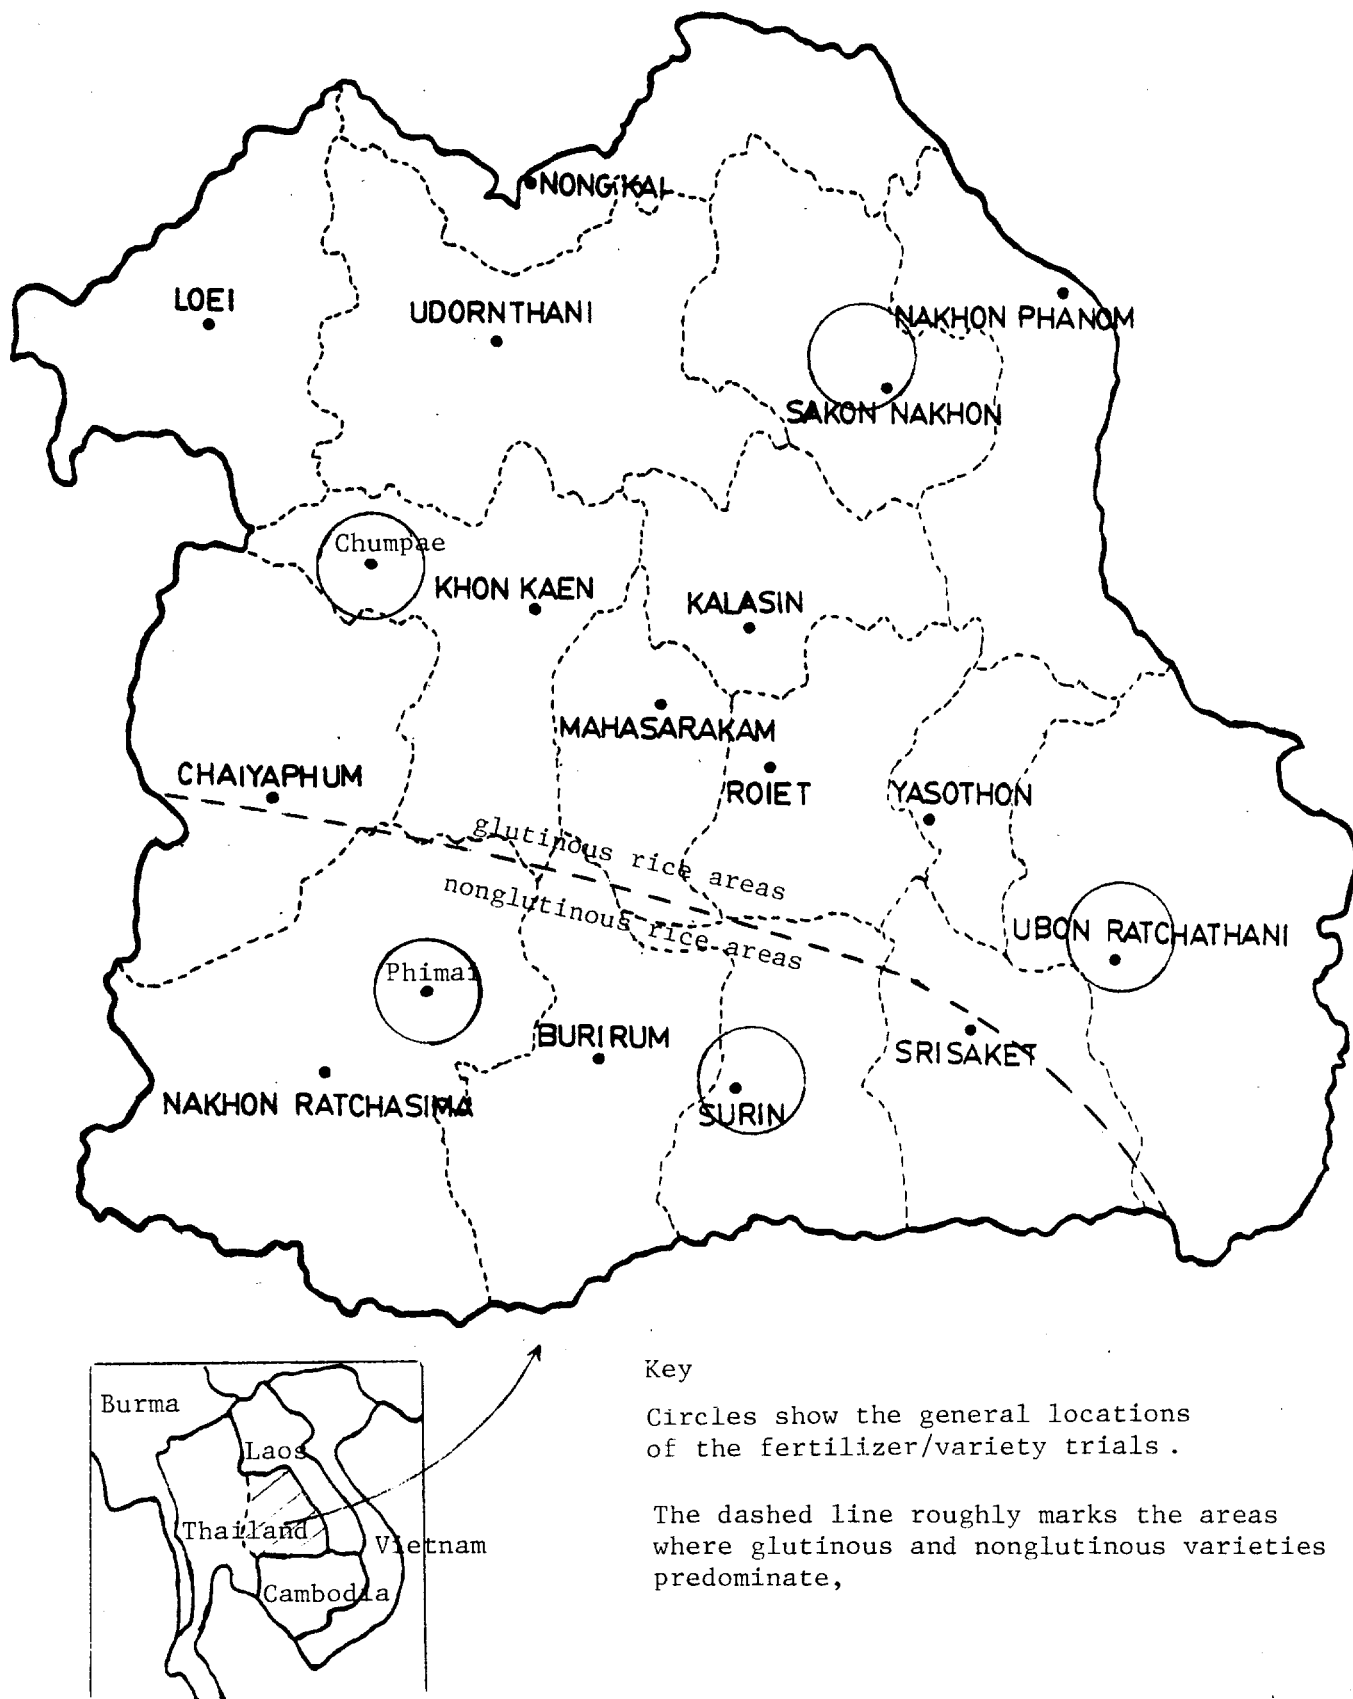 NONGKAI
LOEI
UDORNTHANI
NAKHON PHANOM
SAKON NAKHON
Chumpae
KHON KAEN
KALASIN
MAHASARAKAM
CHAIYAPHUM
ROIET
YASOTHON
glutinous rice areas
nonglutinous rice areas
UBON RATCHATHANI
Phimai
BURIRUM
SRISAKET
NAKHON RATCHASIMA
SURIN
Key
Circles show the general locations
of the fertilizer/variety trials.
The dashed line roughly marks the areas
where glutinous and nonglutinous varieties
predominate,
Burma
Laos
Thailand
Vietnam
Cambodia